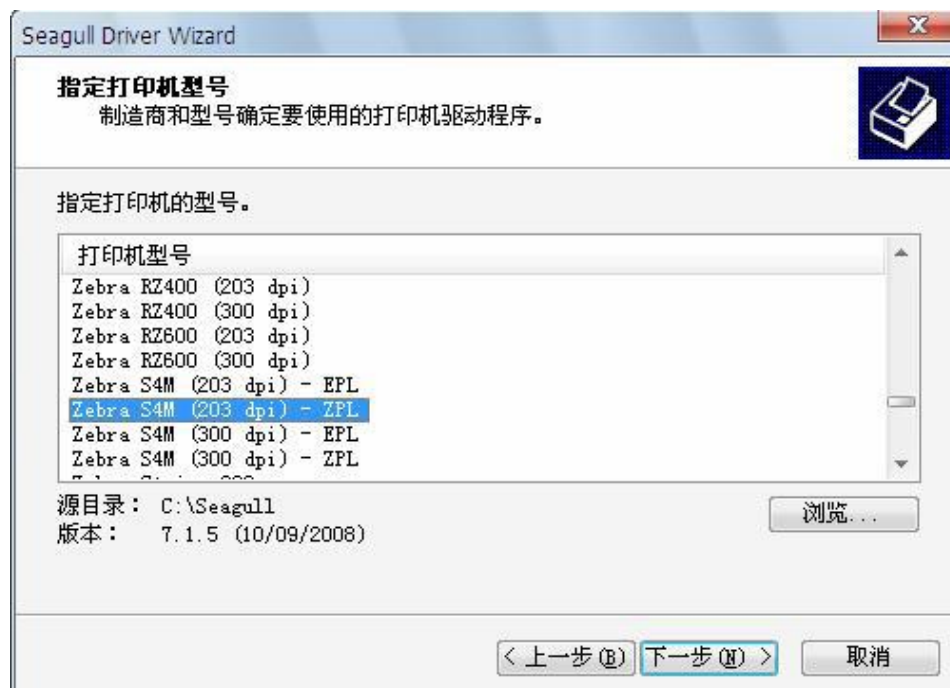 Seagull Driver Wizard
指定打印机型号
制造商和型号确定要使用的打印机驱动程序。
指定打印机的型号。
打印机型号
Zebra RZ400 (203 dpi)
Zebra RZ400 (300 dpi)
Zebra RZ600 (203 dpi)
Zebra RZ600 (300 dpi)
Zebra S4M (203 dpi) - EPL
Zebra S4M (203 dpi) - ZPL
Zebra S4M (300 dpi) - EPL
Zebra S4M (300 dpi) - ZPL
源目录： C:\Seagull
浏览...
版本： 7.1.5 (10/09/2008)
< 上一步(B)
下一步(N) >
取消